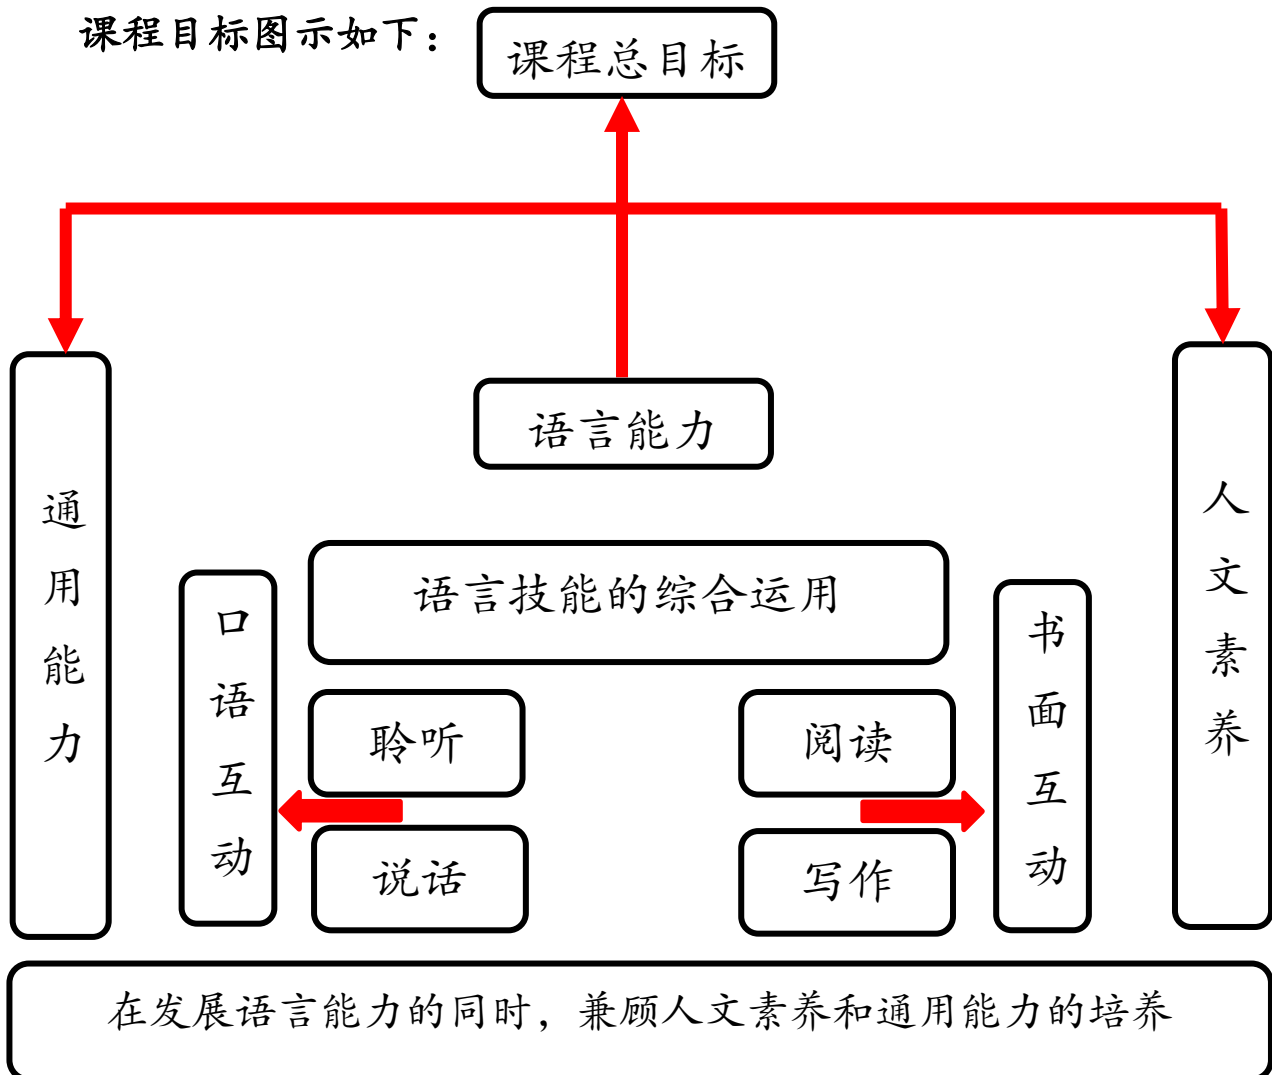 课程目标图示如下：
课程总目标
语言能力
通用能力
人文素养
语言技能的综合运用
口语互动
书面互动
聆听
阅读
说话
写作
在发展语言能力的同时，兼顾人文素养和通用能力的培养